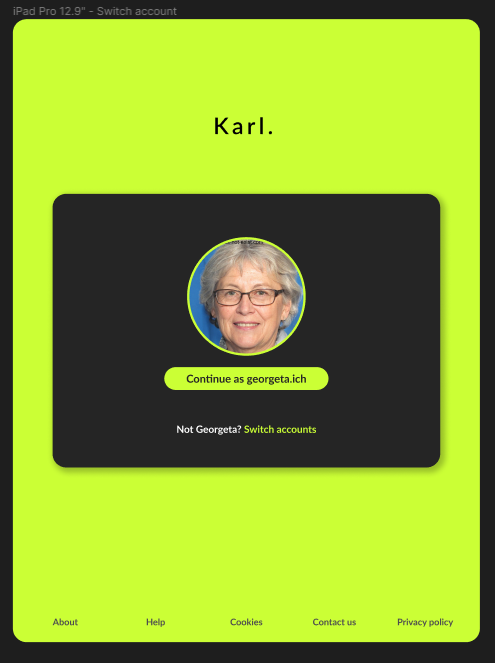 iPad Pro 12.9" - Switch account
Karl.
Continue as georgeta.ich
Not Georgeta? Switch accounts
About Help Cookies Contact us Privacy policy